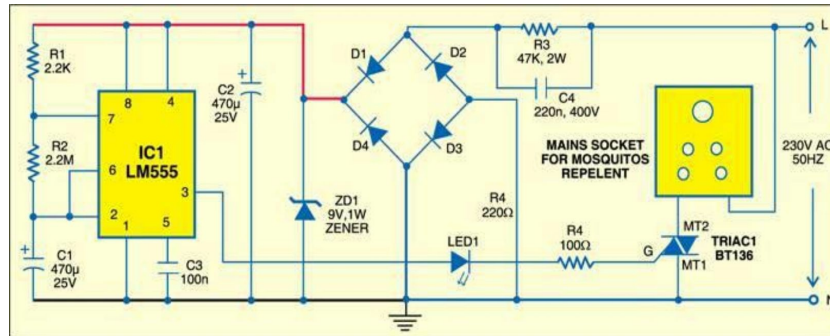 R1
2.2K
R2
2.2M
C1
470µ
25V
8
4
7
6
2
3
1
5
IC1
LM555
C3
100n
C2
470µ
25V
ZD1
9V,1W
ZENER
D1
D2
D4
D3
R3
47K, 2W
C4
220n, 400V
R4
220Ω
LED1
R4
100Ω
MAINS SOCKET
FOR MOSQUITOS
REPELENT
G
MT2
MT1
TRIAC1
BT136
L
230V AC
50HZ